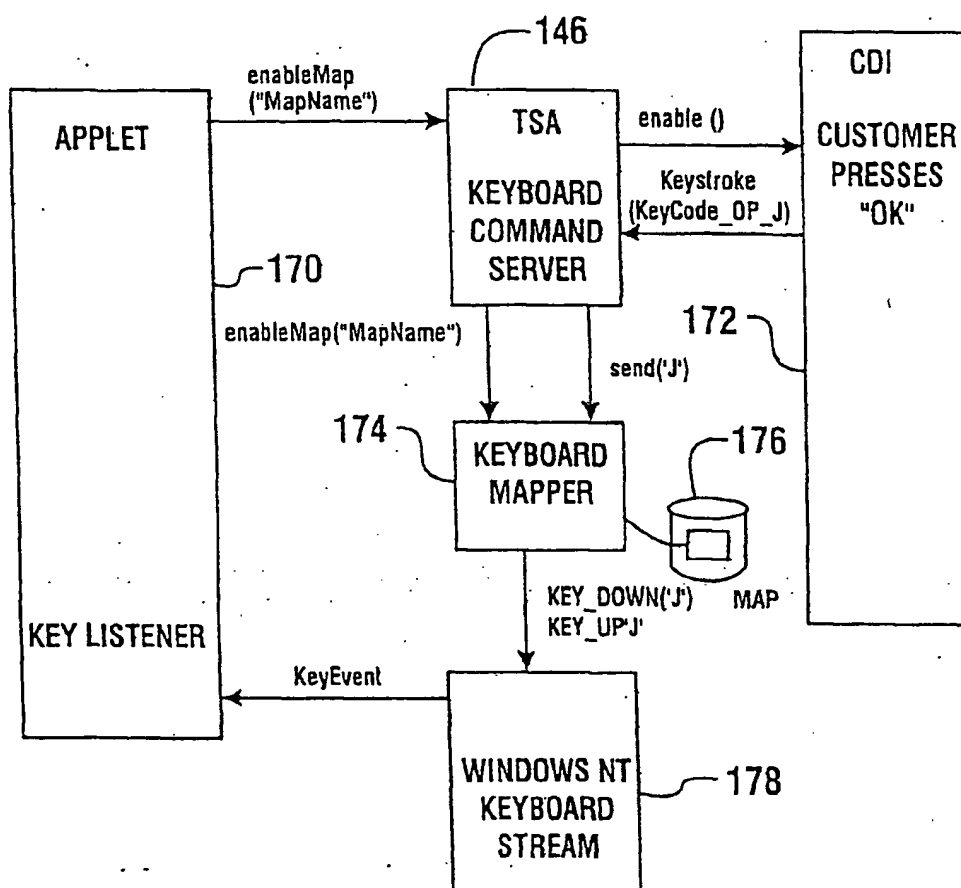 146
enableMap
("MapName")
APPLET
TSA
KEYBOARD
COMMAND
SERVER
enable ()
Keystroke
(KeyCode_OP_J)
CDI
CUSTOMER
PRESSES
"OK"
170
172
enableMap("MapName")
send('J')
174
KEYBOARD
MAPPER
176
MAP
KEY_DOWN('J')
KEY_UP'J'
KEY LISTENER
KeyEvent
WINDOWS NT
KEYBOARD
STREAM
178